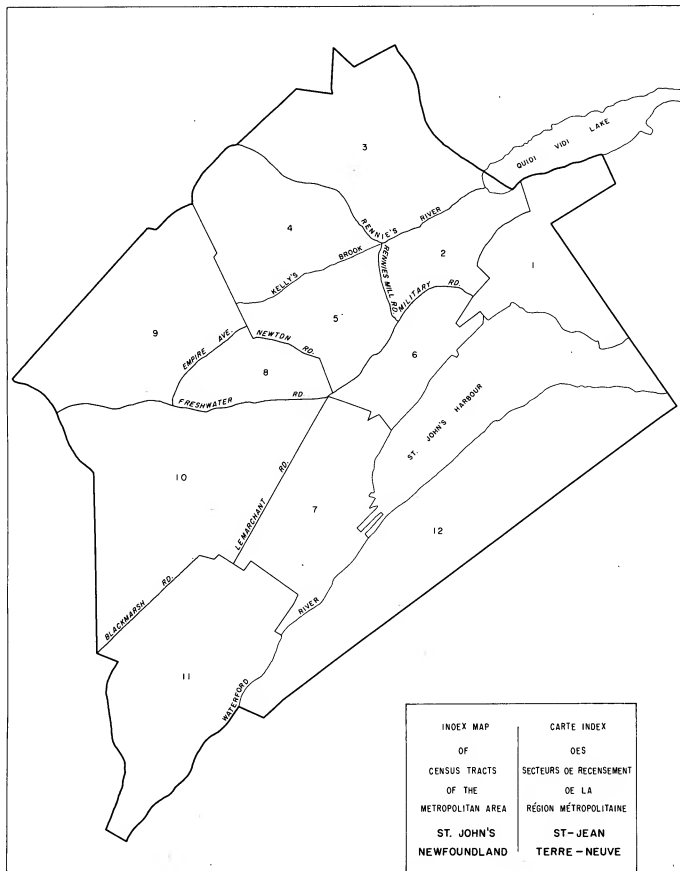 3
QUIDI VIDI LAKE
4
RENNIE'S
RIVER
2
1
KELLY'S
BROOK
RENNIE'S MILL RD.
MILITARY RD.
5
9
EMPIRE AVE.
NEWTON RD.
6
8
FRESHWATER RD
ST. JOHN'S HARBOUR
10
LEMARCHANT RD.
7
12
BLACKMARSH RD.
RIVER
11
WATERFORD
INDEX MAP
OF
CENSUS TRACTS
OF THE
METROPOLITAN AREA
ST. JOHN'S
NEWFOUNDLAND
CARTE INDEX
DES
SECTEURS DE RECENSEMENT
DE LA
RÉGION MÉTROPOLITAINE
ST-JEAN
TERRE-NEUVE